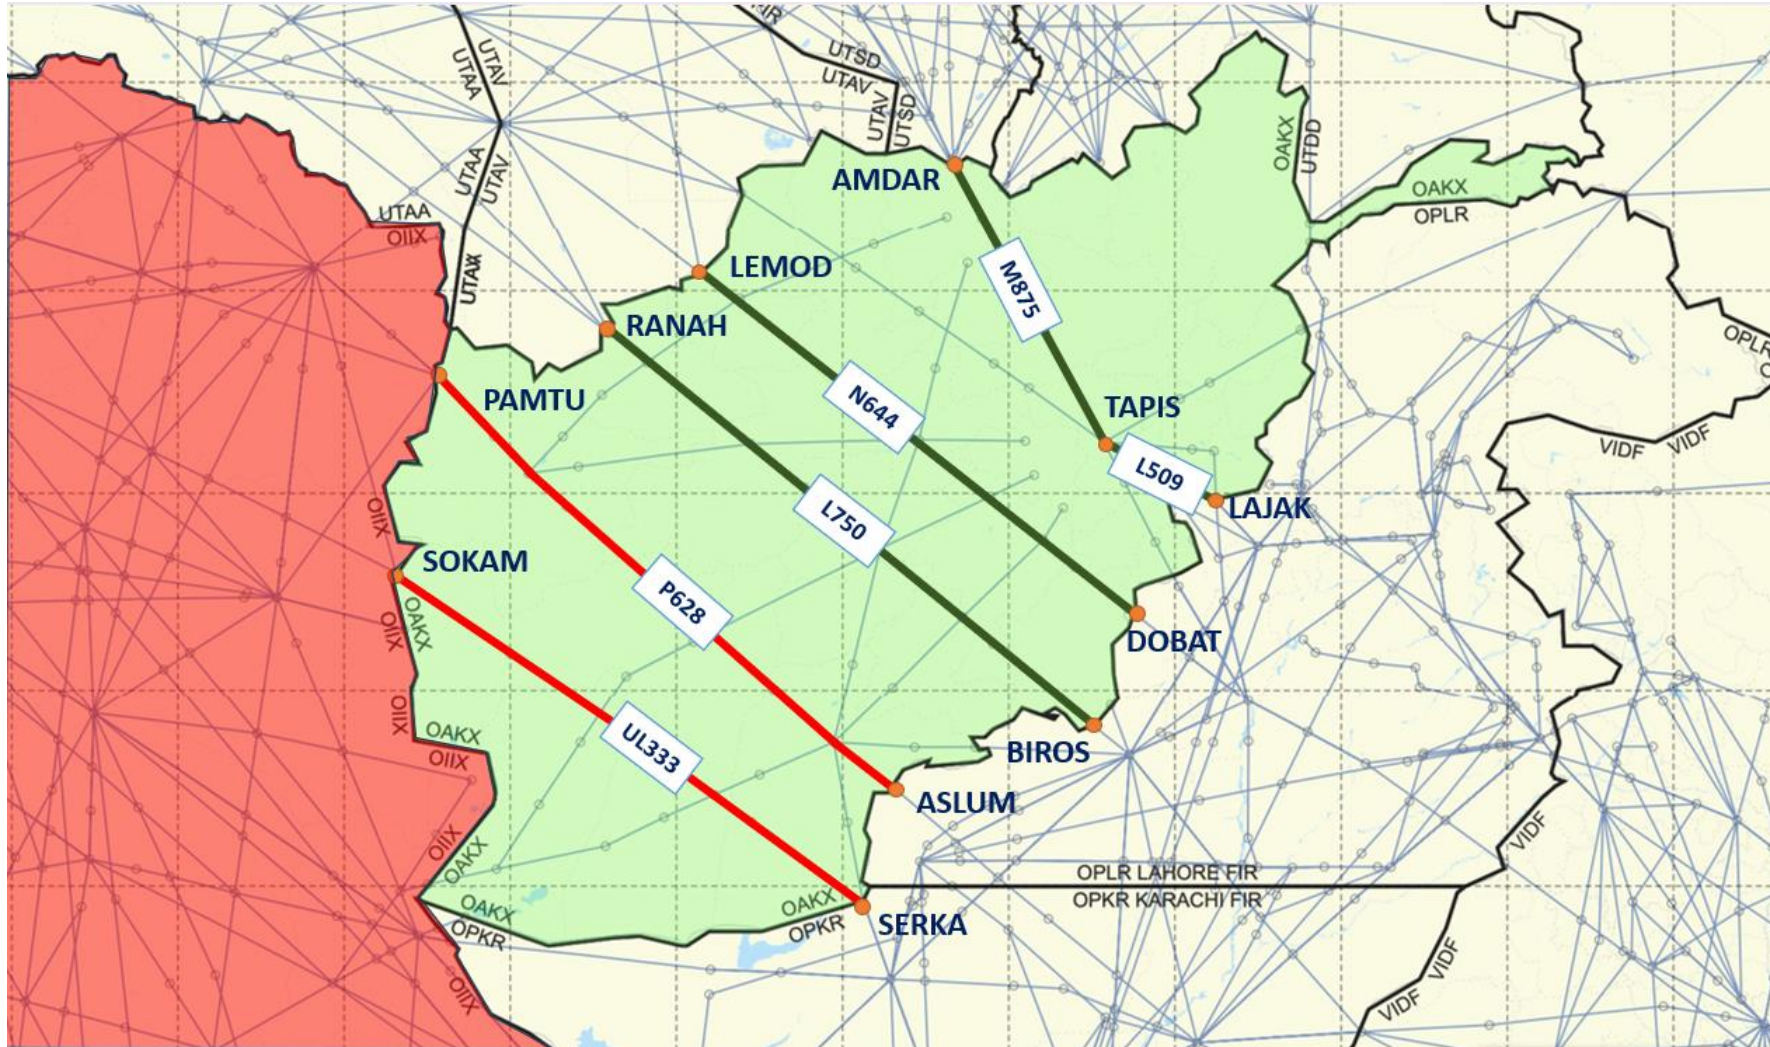 FIR
UTSD
UTAV
UTAV
UTSD
UTAV
UTAA
UTAA
UTAV
UTAA
OIIX
OAKX
UTDD
OAKX
OPLR
AMDAR
LEMOD
M875
RANAH
PAMTU
N644
TAPIS
L509
LAJAK
L750
OPLR
VIDF
VIDF
OIIX
SOKAM
OAKX
OIIX
P628
DOBAT
OIIX
OAKX
OIIX
UL333
BIROS
ASLUM
OIIX
OAKX
VIDF
OPLR LAHORE FIR
OPKR KARACHI FIR
OAKX
OPKR
OAKX
OPKR
SERKA
OIIX
VIDF
VIDF